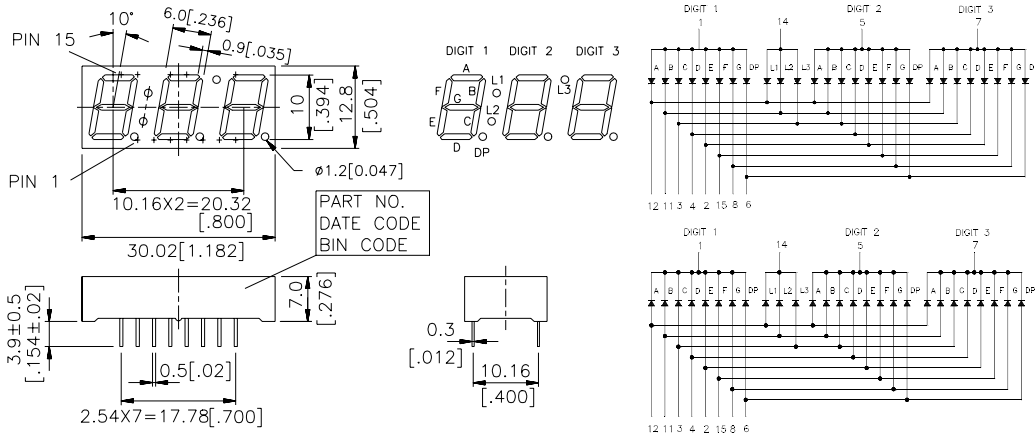 10°
PIN 15
6.0[.236]
0.9[.035]
10
[.394]
12.8
[.504]
PIN 1
ø1.2[0.047]
10.16X2=20.32
[.800]
30.02[1.182]
PART NO.
DATE CODE
BIN CODE
DIGIT 1 DIGIT 2 DIGIT 3
A
F B L1
G
L2
E C
D DP
L3
7.0
[.276]
3.9±0.5
[.154±.02]
0.5[.02]
2.54X7=17.78[.700]
0.3
[.012]
10.16
[.400]
DIGIT 1 DIGIT 2 DIGIT 3
1 14 5 7
A B C D E F G DP L1 L2 L3 A B C D E F G DP A B C D E F G D
12 11 3 4 2 15 8 6
DIGIT 1 DIGIT 2 DIGIT 3
1 14 5 7
A B C D E F G DP L1 L2 L3 A B C D E F G DP A B C D E F G DP
12 11 3 4 2 15 8 6